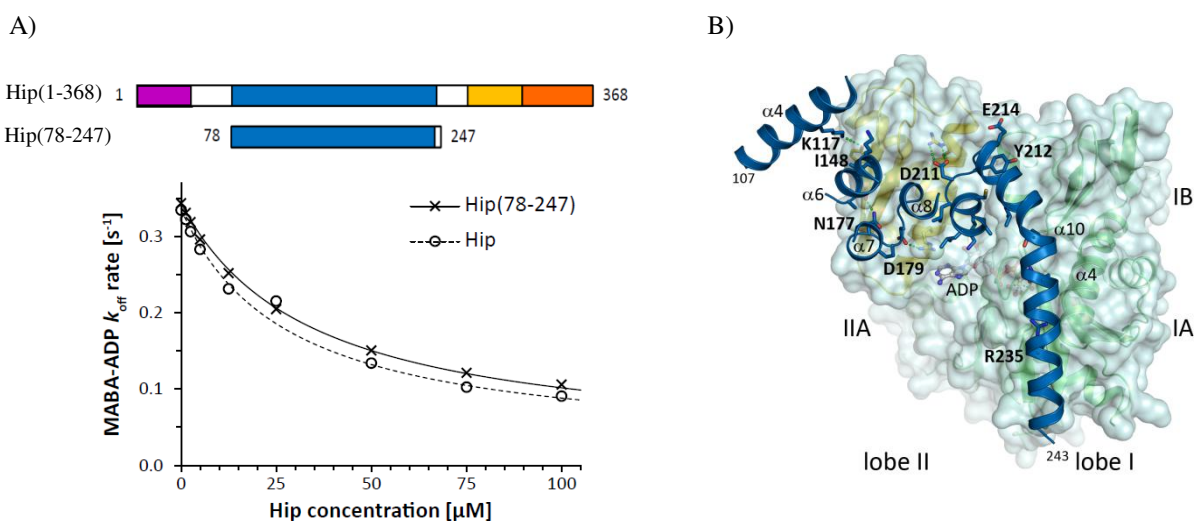 A)
Hip(1-368) 1 368
Hip(78-247) 78 247
MABA-ADP koff rate [s-1]
0.3
0.2
0.1
0.0
Hip(78-247)
Hip
0 25 50 75 100
Hip concentration [µM]
B)
α4
E214
K117
Y212
I148
D211
107
IB
α6
α8
N177
α10
α7
α4
D179
ADP
IIA
IA
R235
lobe II
243 lobe I